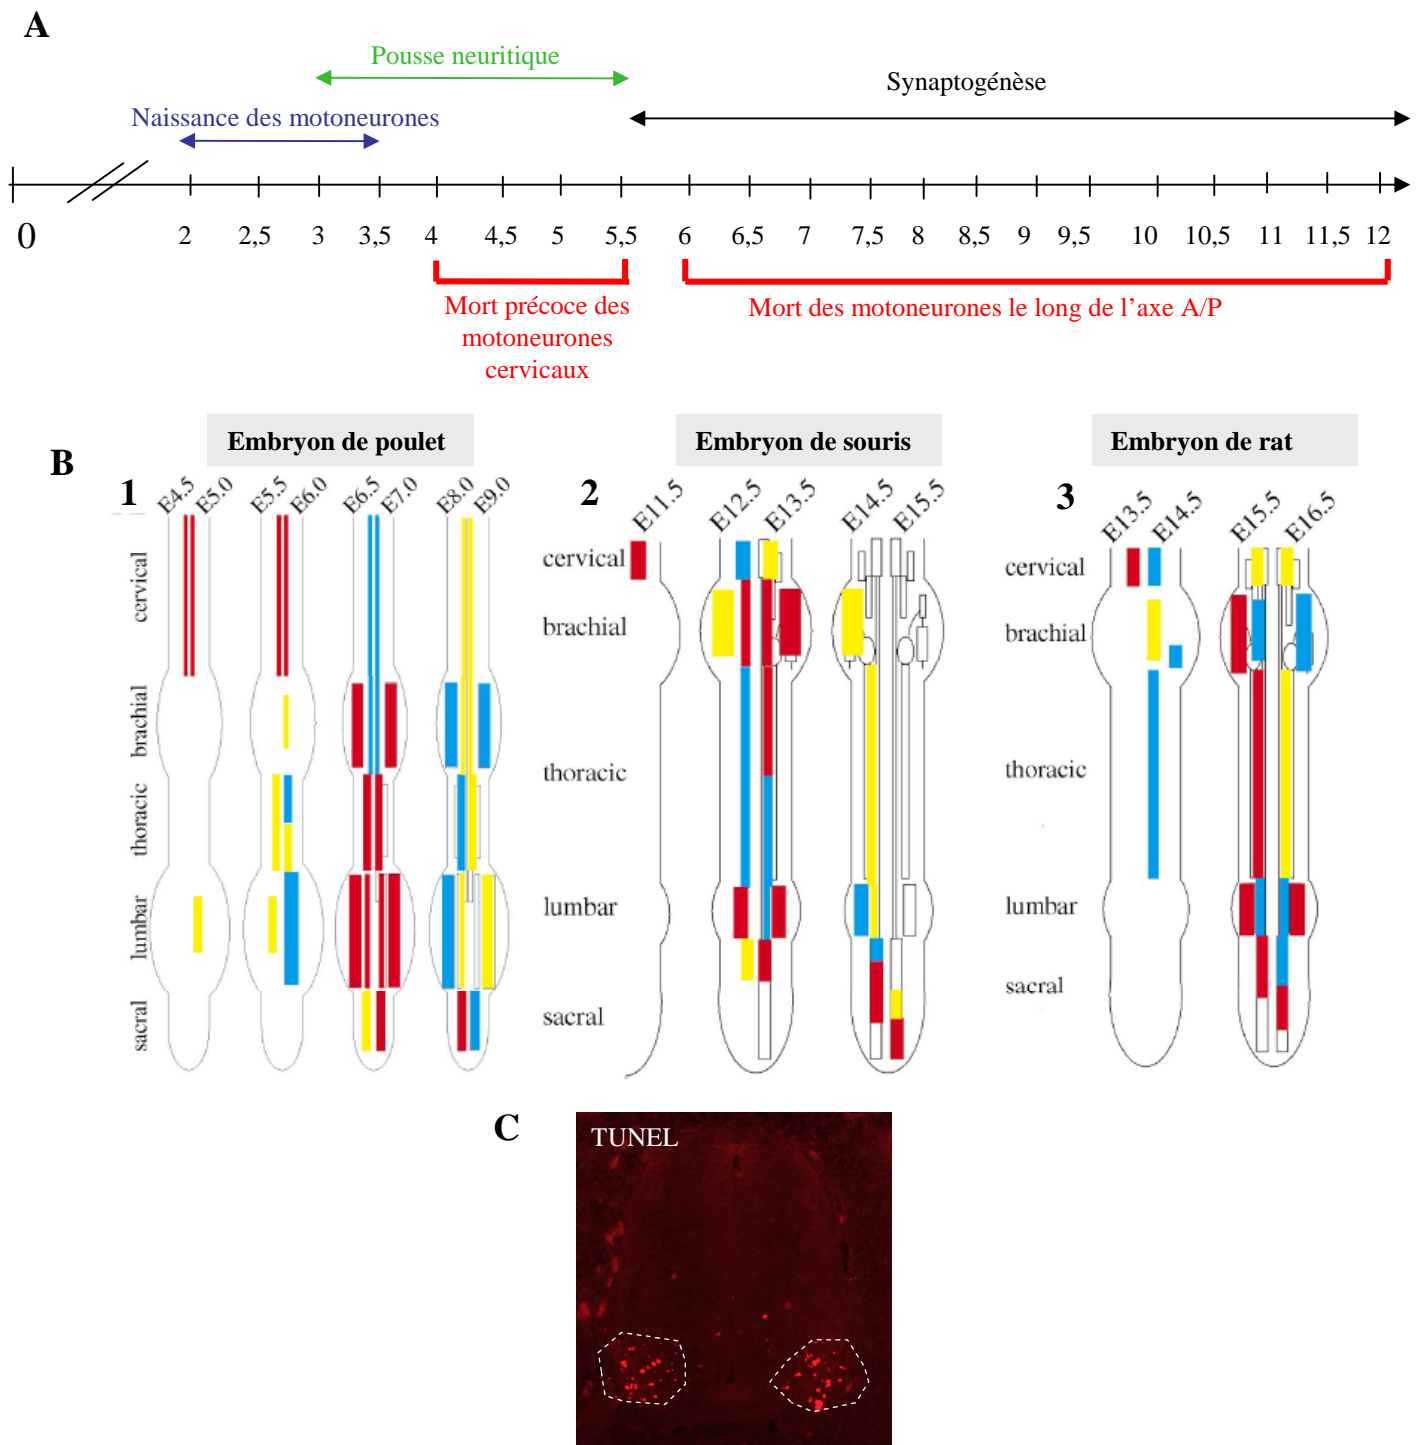 A
Pousse neuritique
Synaptogénèse
Naissance des motoneurones
0 2 2,5 3 3,5 4 4,5 5 5,5 6 6,5 7 7,5 8 8,5 9 9,5 10 10,5 11 11,5 12
Mort précoce des
motoneurones
cervicaux
Mort des motoneurones le long de l’axe A/P
B
Embryon de poulet
Embryon de souris
Embryon de rat
1
E4.5 E5.0 E5.5 E6.0 E6.5 E7.0 E8.0 E9.0
cervical
brachial
thoracic
lumbar
sacral
2
E11.5 E12.5 E13.5 E14.5 E15.5
cervical
brachial
thoracic
lumbar
sacral
3
E13.5 E14.5 E15.5 E16.5
cervical
brachial
thoracic
lumbar
sacral
C
TUNEL